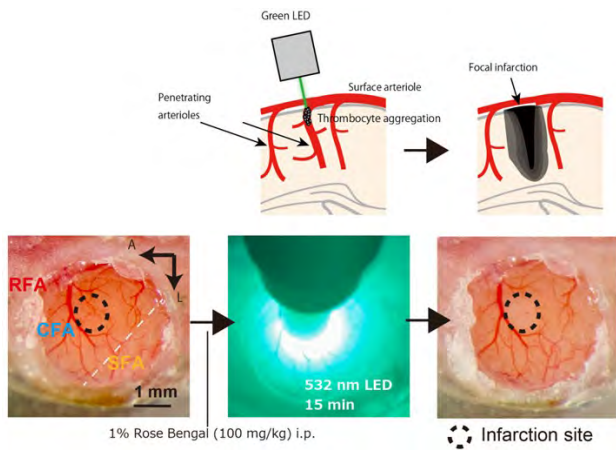 Green LED
Surface arteriole
Penetrating
arterioles
Thrombocyte aggregation
Focal infarction
A
L
RFA
CFA
SFA
1 mm
532 nm LED
15 min
1% Rose Bengal (100 mg/kg) i.p.
Infarction site